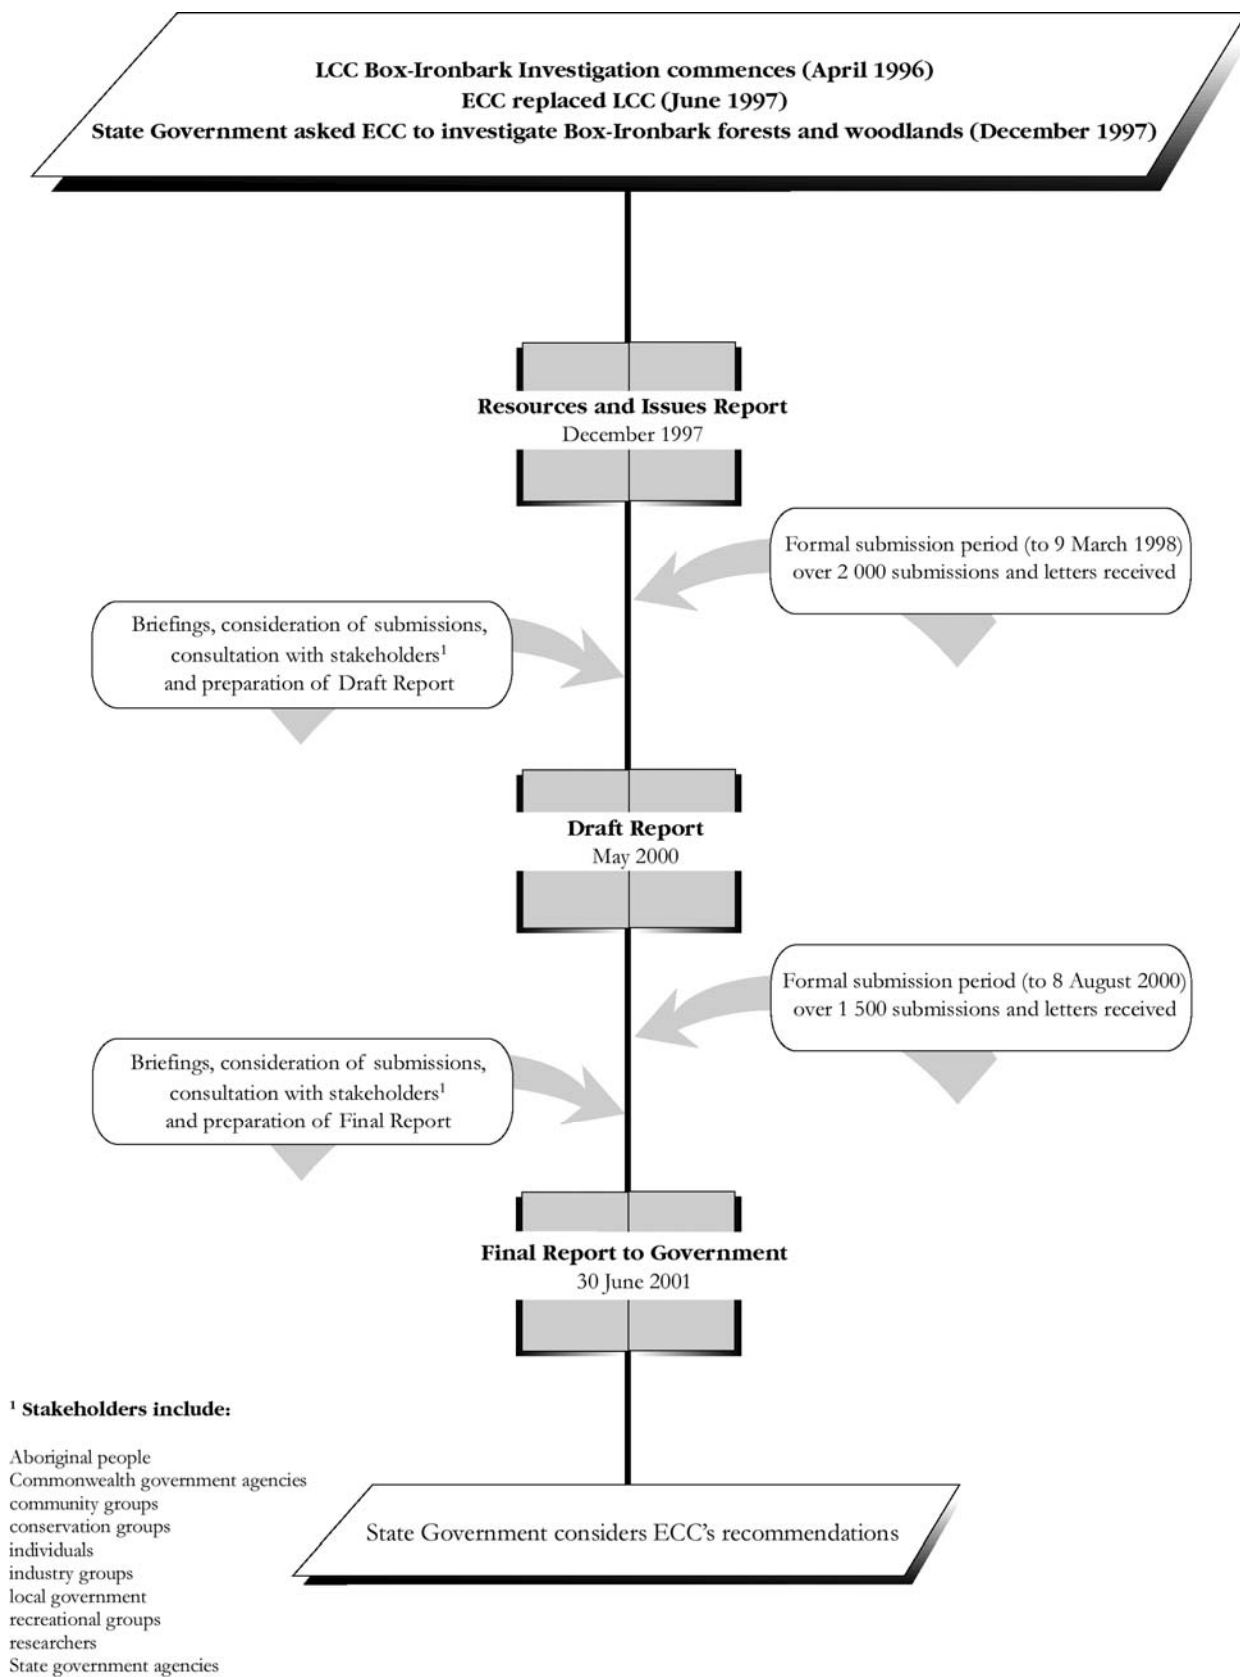 LCC Box-Ironbark Investigation commences (April 1996)
ECC replaced LCC (June 1997)
State Government asked ECC to investigate Box-Ironbark forests and woodlands (December 1997)
Resources and Issues Report
December 1997
Formal submission period (to 9 March 1998)
over 2 000 submissions and letters received
Briefings, consideration of submissions,
consultation with stakeholders¹
and preparation of Draft Report
Draft Report
May 2000
Formal submission period (to 8 August 2000)
over 1 500 submissions and letters received
Briefings, consideration of submissions,
consultation with stakeholders¹
and preparation of Final Report
Final Report to Government
30 June 2001
State Government considers ECC's recommendations
¹ Stakeholders include:
Aboriginal people
Commonwealth government agencies
community groups
conservation groups
individuals
industry groups
local government
recreational groups
researchers
State government agencies